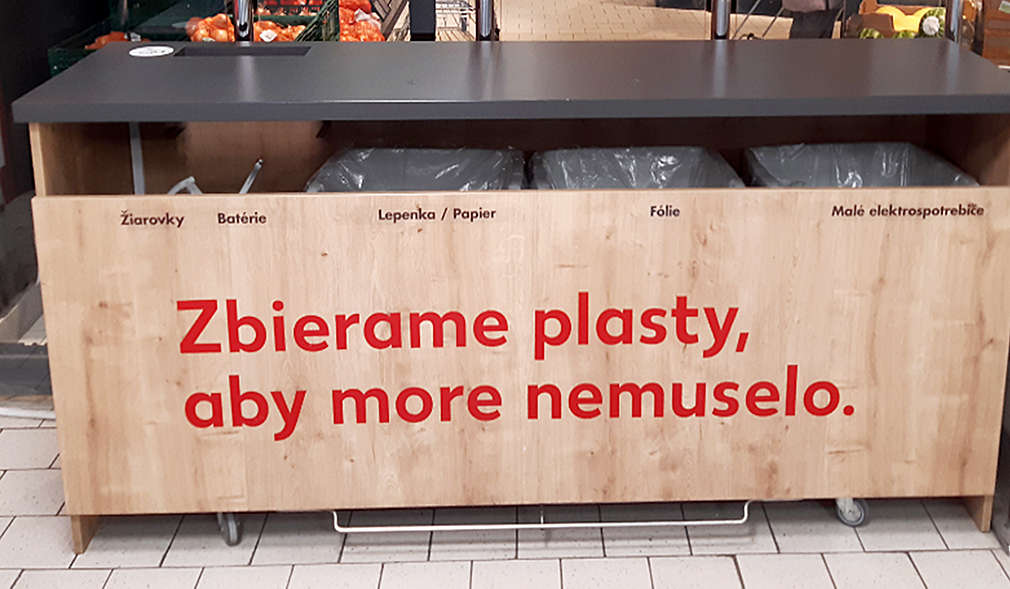 Žiarovky Batérie Lepenka / Papier Fólie Malé elektrospotrebiče
Zbierame plasty,
aby more nemuselo.